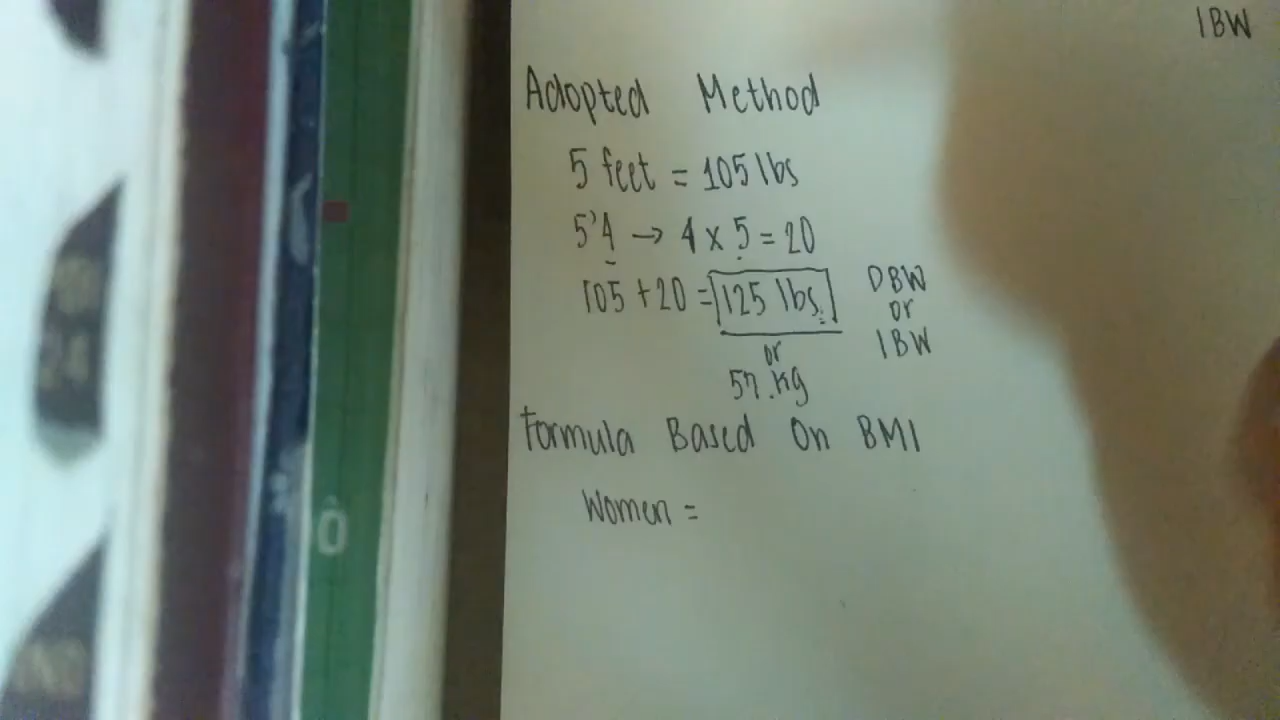 IBW
Adopted Method
5 feet = 105 lbs
5'4 → 4 x 5 = 20
105 + 20 = 125 lbs.
DBW
or
IBW
or
57.kg
Formula Based On BMI
Women =